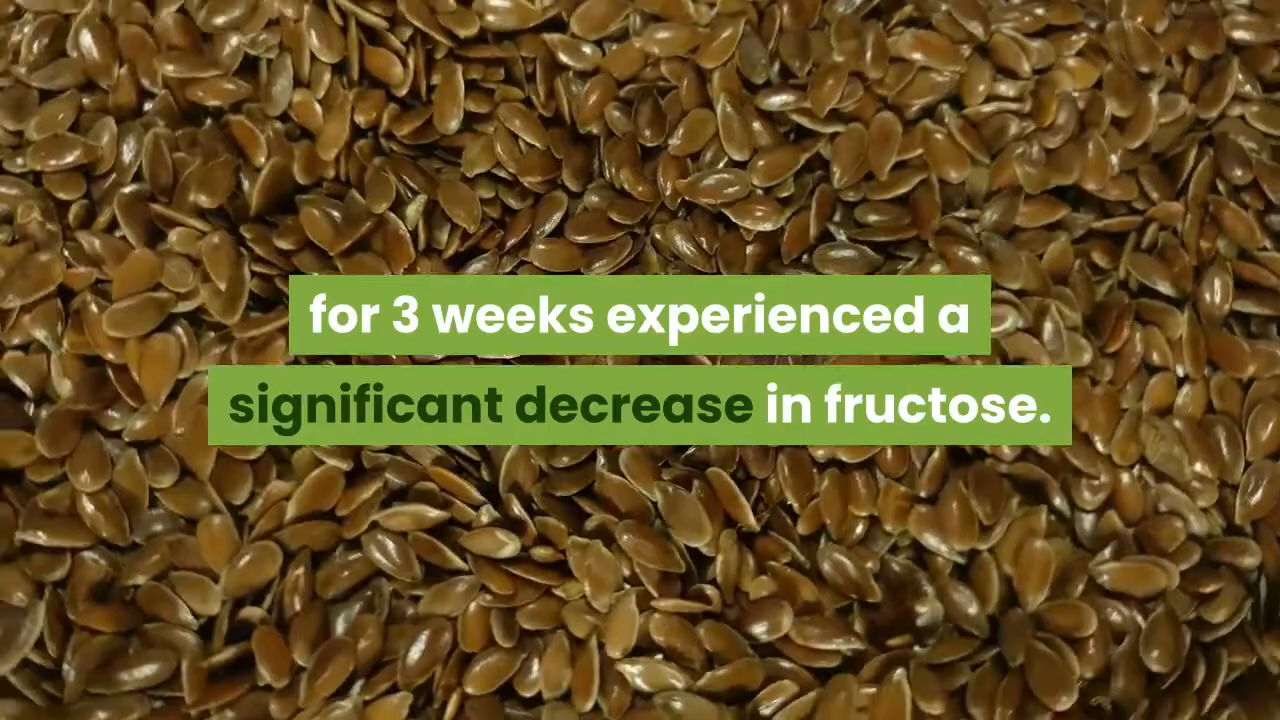 for 3 weeks experienced a
significant decrease in fructose.